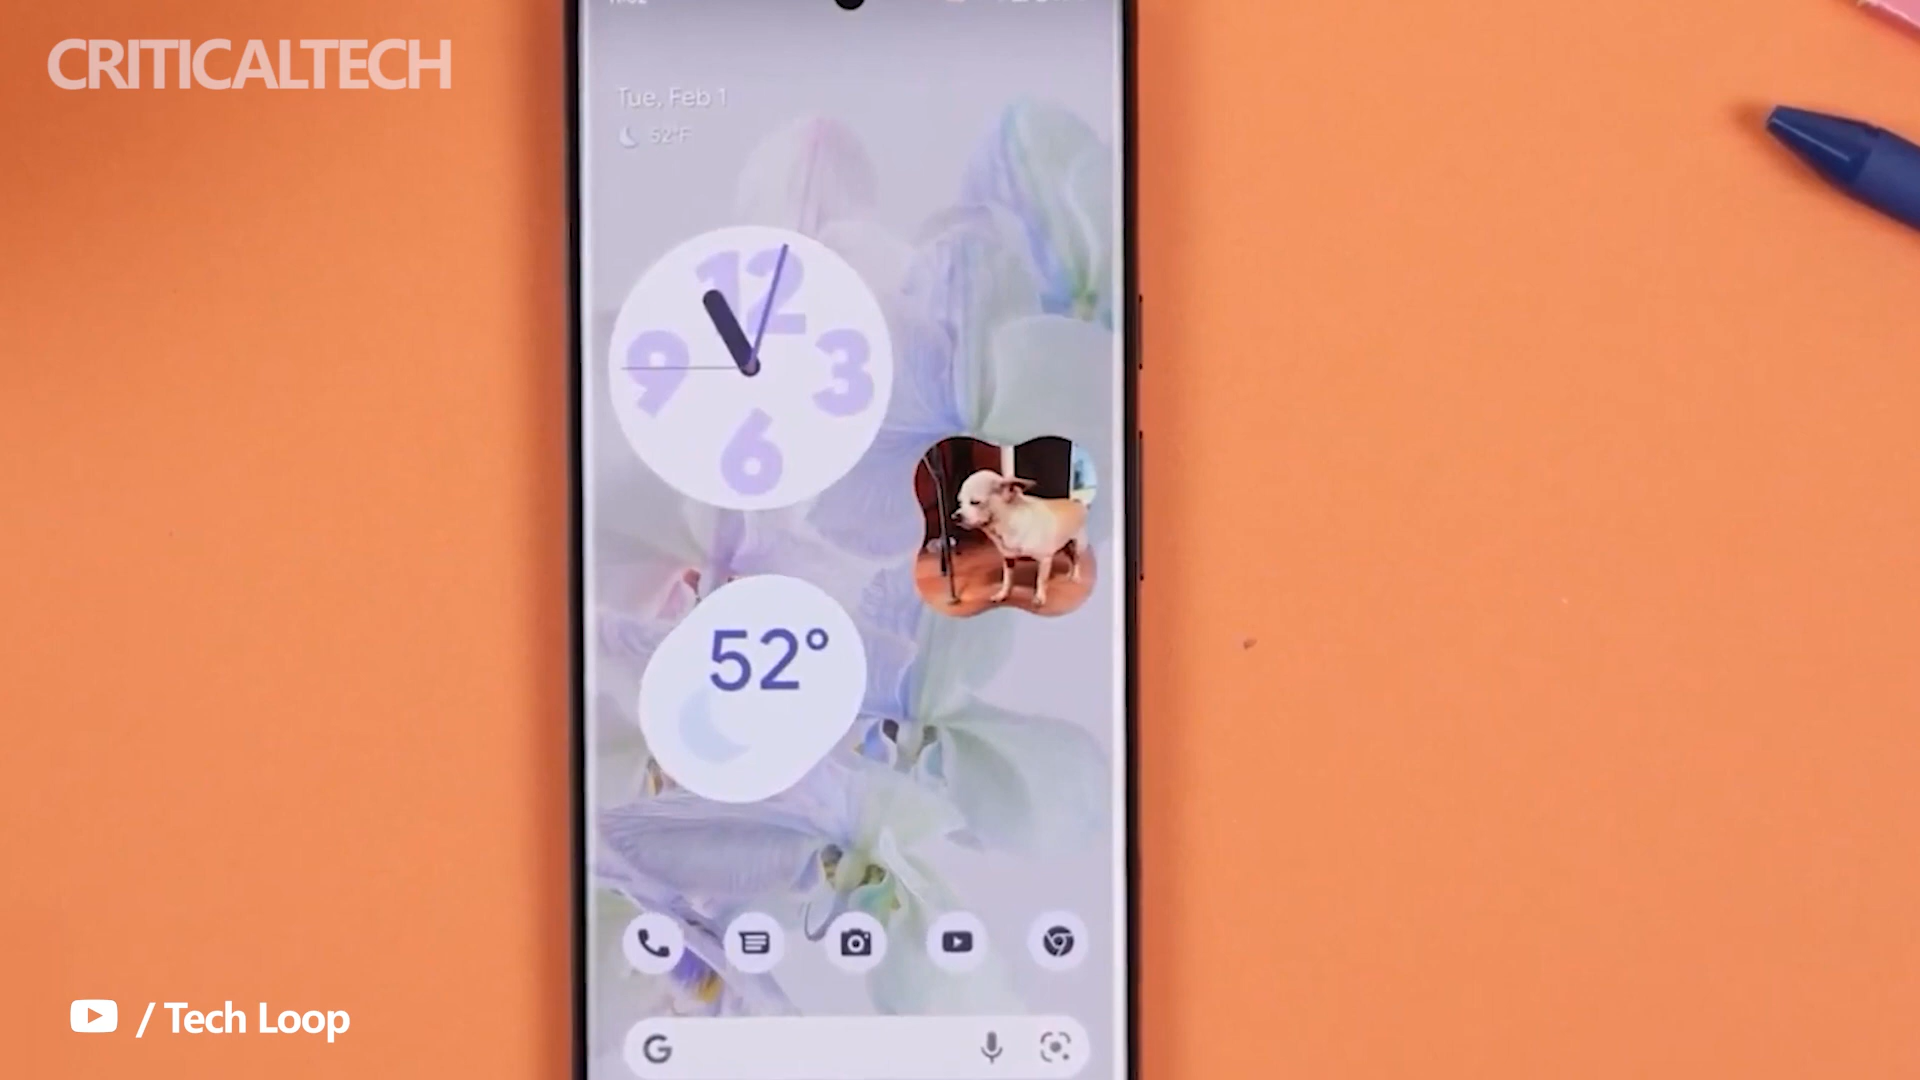 CRITICALTECH
Tue, Feb 1
52°F
12
9
3
6
52°
G
/ Tech Loop